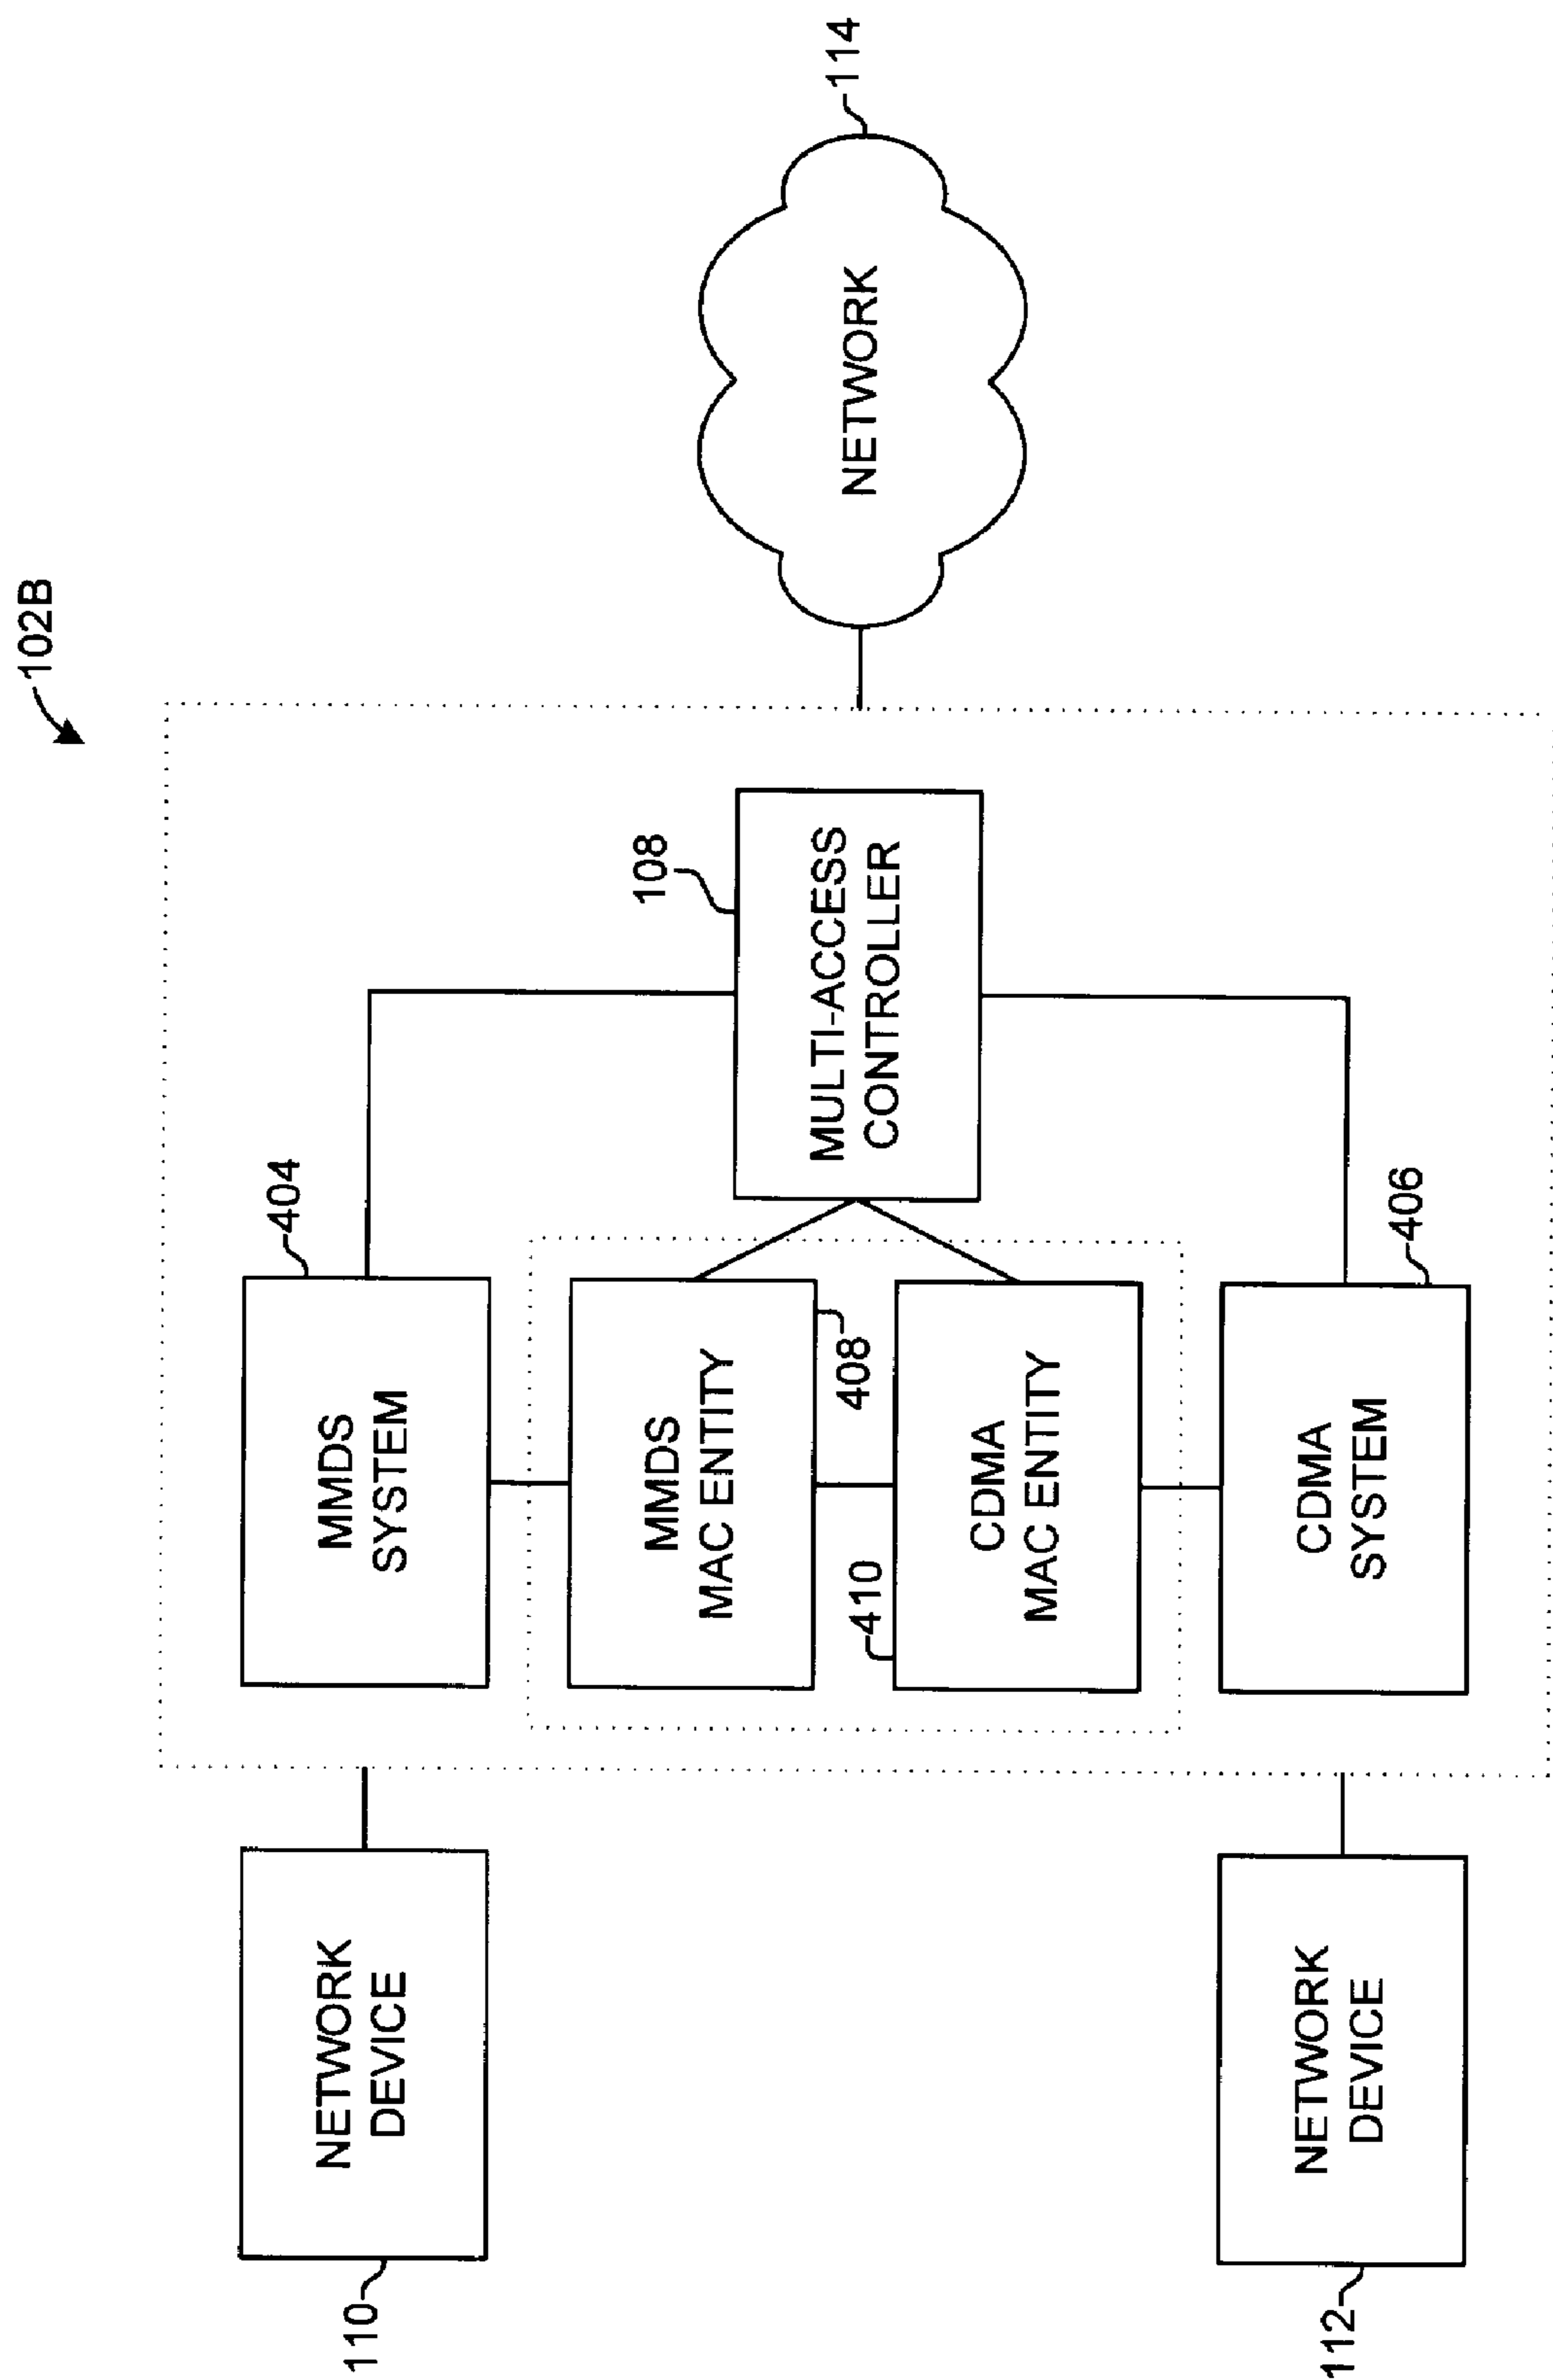 102B
404
MMDS
SYSTEM
NETWORK
DEVICE
110
MMDS
MAC ENTITY
408
108
MULTI-ACCESS
CONTROLLER
NETWORK
114
410
CDMA
MAC ENTITY
CDMA
SYSTEM
406
NETWORK
DEVICE
112